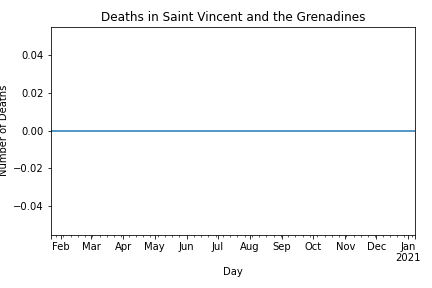 Deaths in Saint Vincent and the Grenadines
Number of Deaths
0.04
0.02
0.00
−0.02
−0.04
Feb Mar Apr May Jun Jul Aug Sep Oct Nov Dec Jan
2021
Day